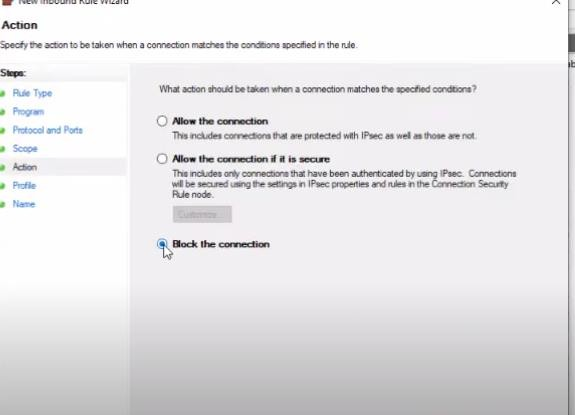 New Inbound Rule Wizard
Action
Specify the action to be taken when a connection matches the conditions specified in the rule.
Steps:
Rule Type
Program
Protocol and Ports
Scope
Action
Profile
Name
What action should be taken when a connection matches the specified conditions?
Allow the connection
This includes connections that are protected with IPsec as well as those are not.
Allow the connection if it is secure
This includes only connections that have been authenticated by using IPsec. Connections
will be secured using the settings in IPsec properties and rules in the Connection Security
Rule node.
Customize...
Block the connection